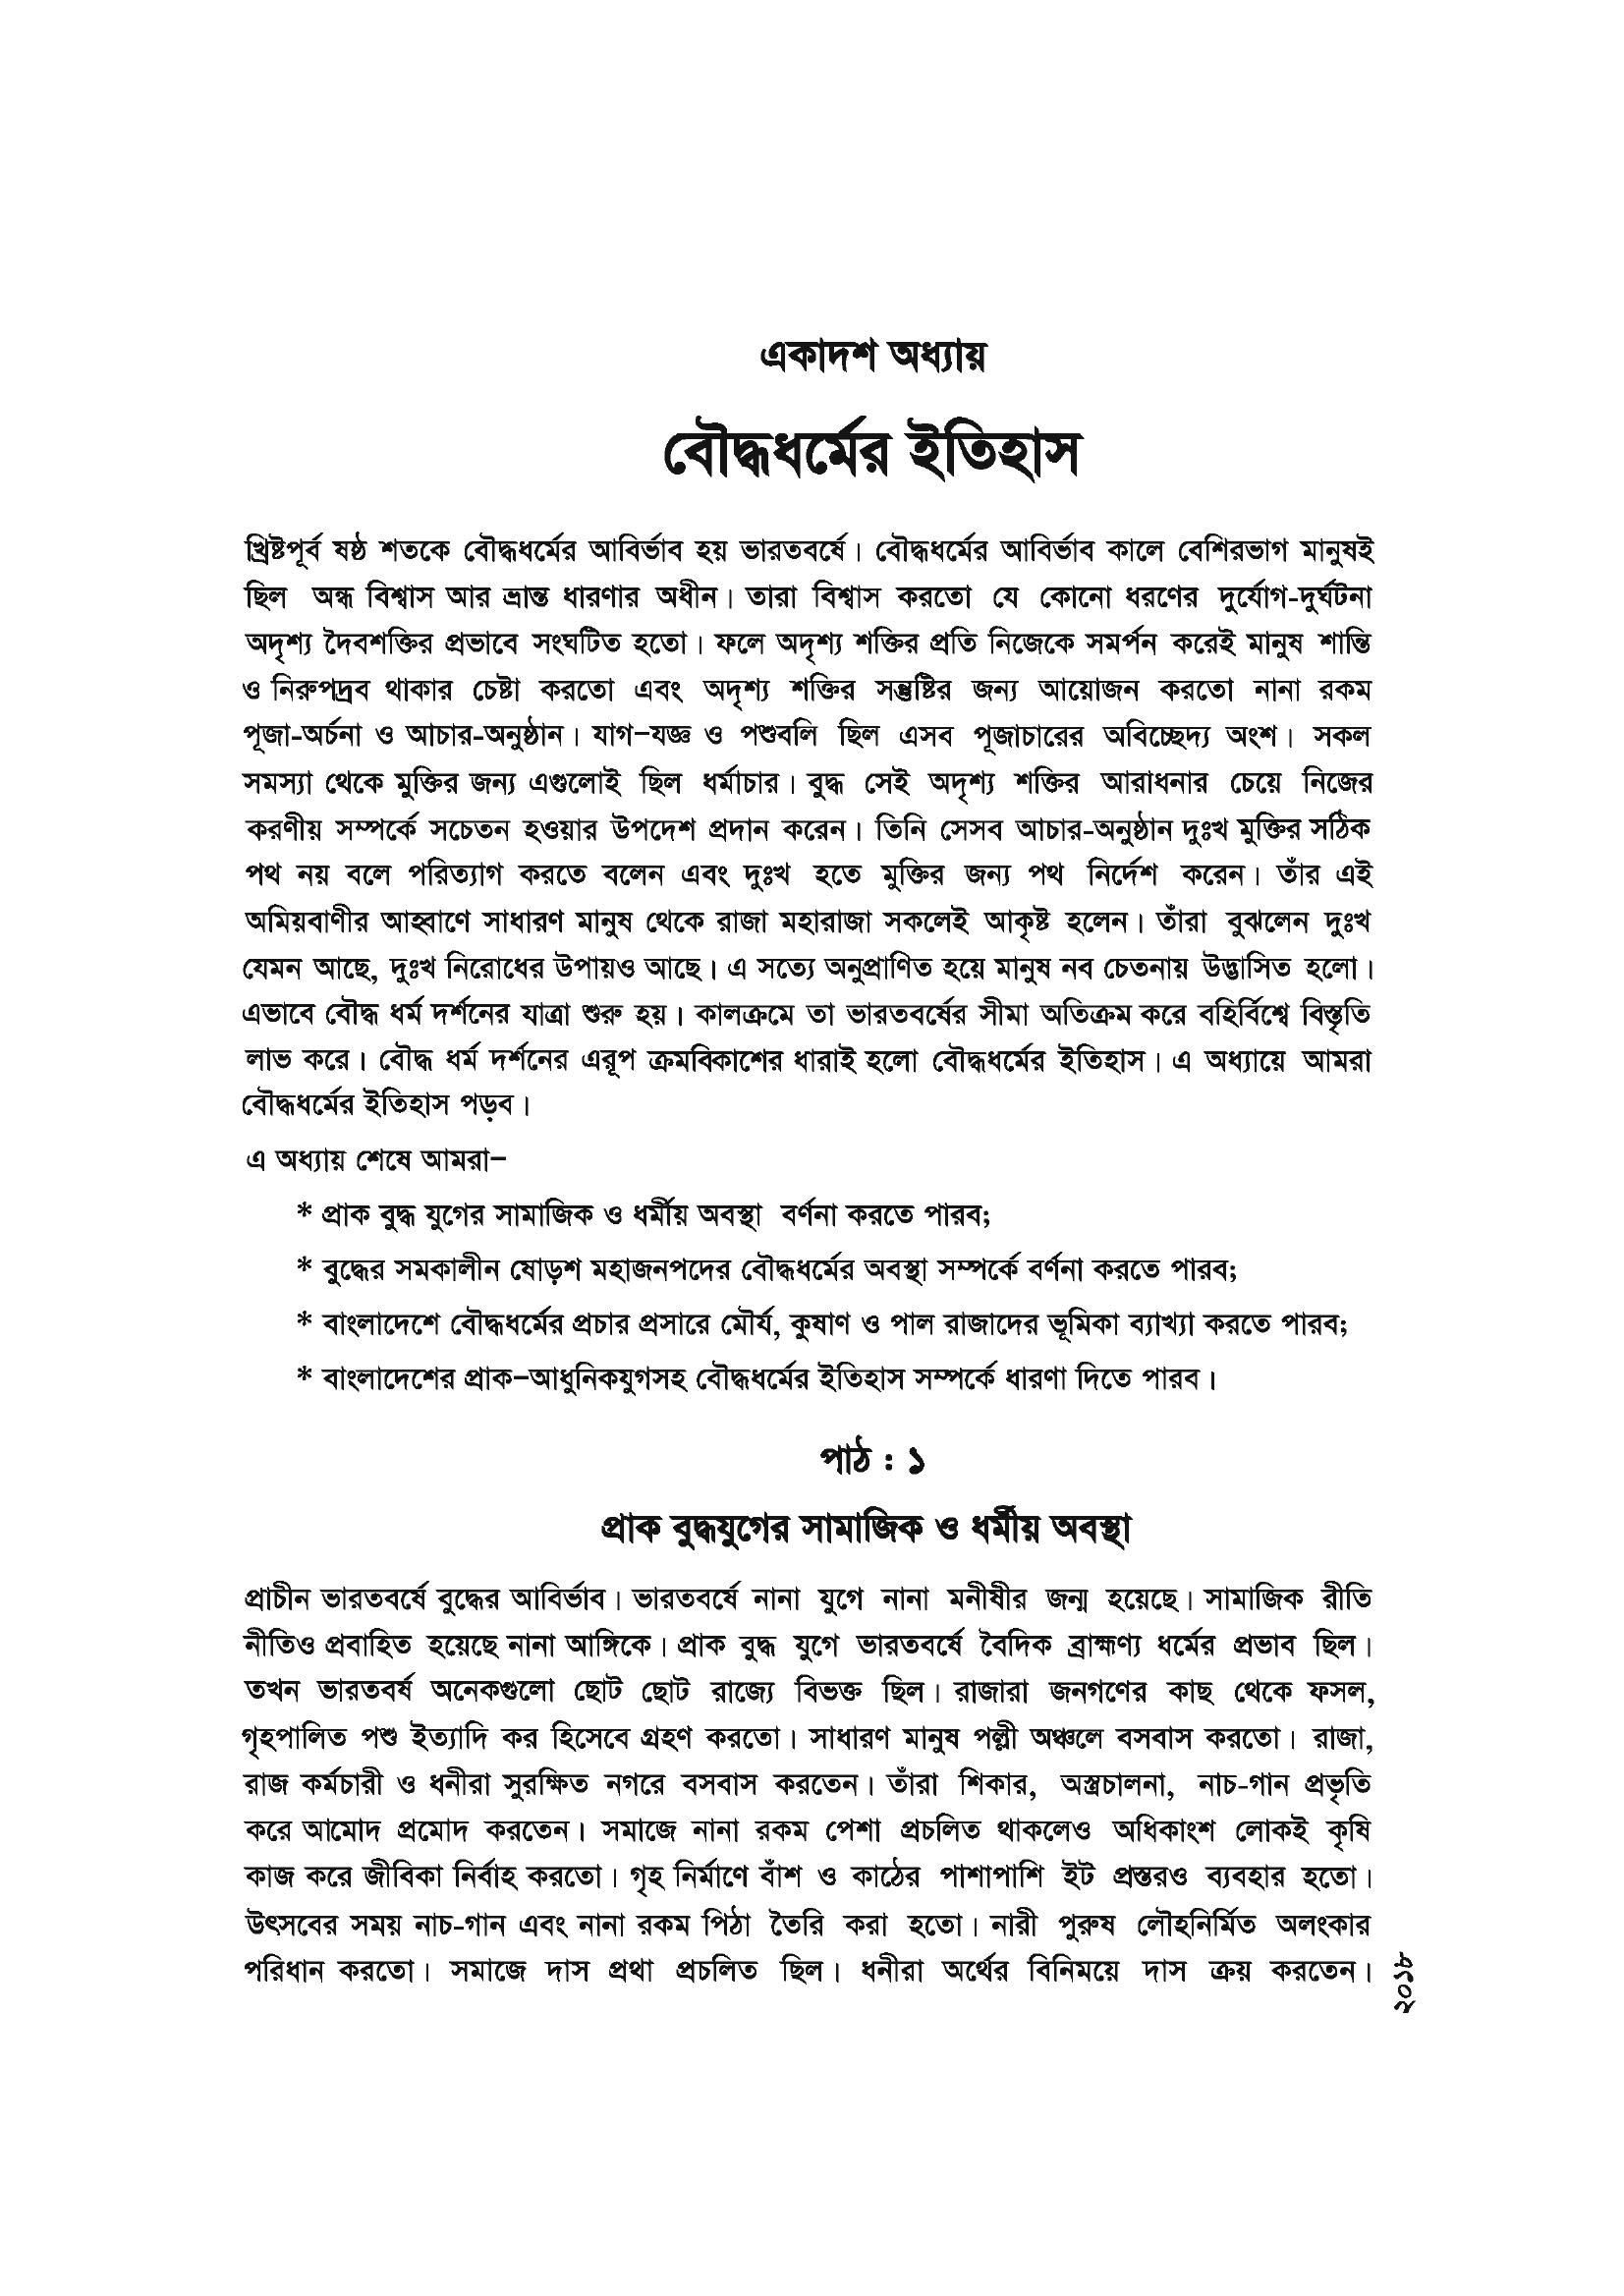 একাদশ অধ্যায়
বৌদ্ধধর্মের ইতিহাস
খ্রিষ্টপূর্ব ষষ্ঠ শতকে বৌদ্ধধর্মের আবির্ভাব হয় ভারতবর্ষে। বৌদ্ধধর্মের আবির্ভাব কালে বেশিরভাগ মানুষই
ছিল অন্ধ বিশ্বাস আর ভ্রান্ত ধারণার অধীন। তারা বিশ্বাস করতো যে কোনো ধরণের দুর্যোগ-দুর্ঘটনা
অদৃশ্য দৈবশক্তির প্রভাবে সংঘটিত হতো। ফলে অদৃশ্য শক্তির প্রতি নিজেকে সমর্পন করেই মানুষ শান্তি
ও নিরুপদ্রব থাকার চেষ্টা করতো এবং অদৃশ্য শক্তির সন্তুষ্টির জন্য আয়োজন করতো নানা রকম
পূজা-অর্চনা ও আচার-অনুষ্ঠান। যাগ-যজ্ঞ ও পশুবলি ছিল এসব পূজাচারের অবিচ্ছেদ্য অংশ। সকল
সমস্যা থেকে মুক্তির জন্য এগুলোই ছিল ধর্মাচার। বুদ্ধ সেই অদৃশ্য শক্তির আরাধনার চেয়ে নিজের
করণীয় সম্পর্কে সচেতন হওয়ার উপদেশ প্রদান করেন। তিনি সেসব আচার-অনুষ্ঠান দুঃখ মুক্তির সঠিক
পথ নয় বলে পরিত্যাগ করতে বলেন এবং দুঃখ হতে মুক্তির জন্য পথ নির্দেশ করেন। তাঁর এই
অমিয়বাণীর আহ্বাণে সাধারণ মানুষ থেকে রাজা মহারাজা সকলেই আকৃষ্ট হলেন। তাঁরা বুঝলেন দুঃখ
যেমন আছে, দুঃখ নিরোধের উপায়ও আছে। এ সত্যে অনুপ্রাণিত হয়ে মানুষ নব চেতনায় উদ্ভাসিত হলো।
এভাবে বৌদ্ধ ধর্ম দর্শনের যাত্রা শুরু হয়। কালক্রমে তা ভারতবর্ষের সীমা অতিক্রম করে বহির্বিশ্বে বিস্তৃতি
লাভ করে। বৌদ্ধ ধর্ম দর্শনের এরূপ ক্রমবিকাশের ধারাই হলো বৌদ্ধধর্মের ইতিহাস। এ অধ্যায়ে আমরা
বৌদ্ধধর্মের ইতিহাস পড়ব।
এ অধ্যায় শেষে আমরা-
* প্রাক বুদ্ধ যুগের সামাজিক ও ধর্মীয় অবস্থা বর্ণনা করতে পারব;
* বুদ্ধের সমকালীন ষোড়শ মহাজনপদের বৌদ্ধধর্মের অবস্থা সম্পর্কে বর্ণনা করতে পারব;
* বাংলাদেশে বৌদ্ধধর্মের প্রচার প্রসারে মৌর্য, কুষাণ ও পাল রাজাদের ভূমিকা ব্যাখ্যা করতে পারব;
* বাংলাদেশের প্রাক-আধুনিকযুগসহ বৌদ্ধধর্মের ইতিহাস সম্পর্কে ধারণা দিতে পারব।
পাঠ : ১
প্রাক বুদ্ধযুগের সামাজিক ও ধর্মীয় অবস্থা
প্রাচীন ভারতবর্ষে বুদ্ধের আবির্ভাব। ভারতবর্ষে নানা যুগে নানা মনীষীর জন্ম হয়েছে। সামাজিক রীতি
নীতিও প্রবাহিত হয়েছে নানা আঙ্গিকে। প্রাক বুদ্ধ যুগে ভারতবর্ষে বৈদিক ব্রাহ্মণ্য ধর্মের প্রভাব ছিল।
তখন ভারতবর্ষ অনেকগুলো ছোট ছোট রাজ্যে বিভক্ত ছিল। রাজারা জনগণের কাছ থেকে ফসল,
গৃহপালিত পশু ইত্যাদি কর হিসেবে গ্রহণ করতো। সাধারণ মানুষ পল্লী অঞ্চলে বসবাস করতো। রাজা,
রাজ কর্মচারী ও ধনীরা সুরক্ষিত নগরে বসবাস করতেন। তাঁরা শিকার, অস্ত্রচালনা, নাচ-গান প্রভৃতি
করে আমোদ প্রমোদ করতেন। সমাজে নানা রকম পেশা প্রচলিত থাকলেও অধিকাংশ লোকই কৃষি
কাজ করে জীবিকা নির্বাহ করতো। গৃহ নির্মাণে বাঁশ ও কাঠের পাশাপাশি ইট প্রস্তরও ব্যবহার হতো।
উৎসবের সময় নাচ-গান এবং নানা রকম পিঠা তৈরি করা হতো। নারী পুরুষ লৌহনির্মিত অলংকার
পরিধান করতো। সমাজে দাস প্রথা প্রচলিত ছিল। ধনীরা অর্থের বিনিময়ে দাস ক্রয় করতেন।
২০১৮